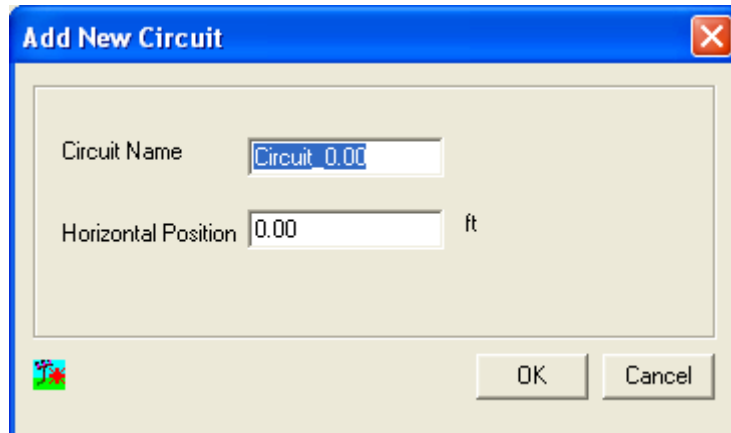 Add New Circuit
Circuit Name Circuit_0.00
Horizontal Position 0.00 ft
OK Cancel